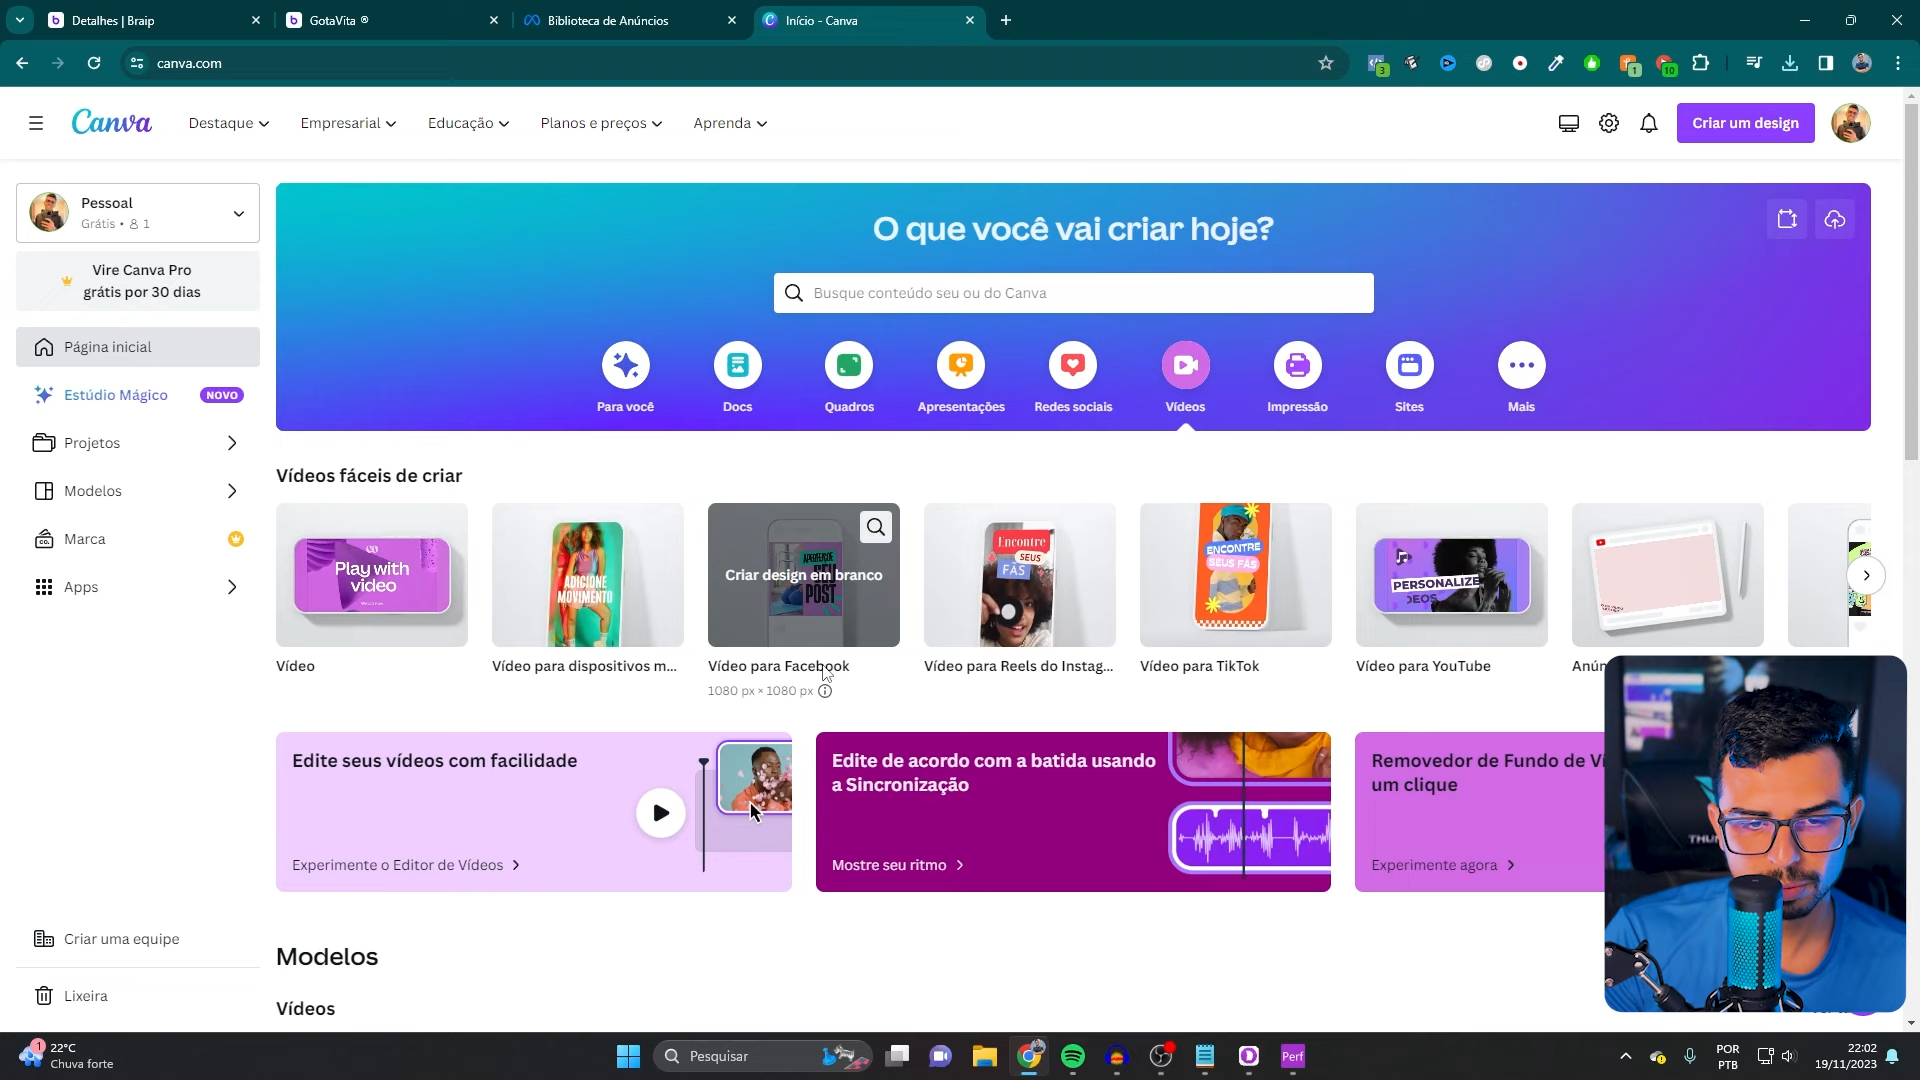 Detalhes | Braip
GotaVita ®
Biblioteca de Anúncios
Início - Canva
canva.com
3
1
10
Canva
Destaque
Empresarial
Educação
Planos e preços
Aprenda
Criar um design
Pessoal
Grátis • 1
Vire Canva Pro
grátis por 30 dias
Página inicial
Estúdio Mágico
NOVO
Projetos
Modelos
Marca
Apps
Criar uma equipe
Lixeira
O que você vai criar hoje?
Busque conteúdo seu ou do Canva
Para você
Docs
Quadros
Apresentações
Redes sociais
Vídeos
Impressão
Sites
Mais
Vídeos fáceis de criar
Play with
video
ADICIONE
MOVIMENTO
Criar design em branco
SEU
POST
Encontre
SEUS
FÃS
ENCONTRE
SEUS FÃS
PERSONALIZE
Vídeo
Vídeo para dispositivos m...
Vídeo para Facebook
1080 px × 1080 px
Vídeo para Reels do Instag...
Vídeo para TikTok
Vídeo para YouTube
Edite seus vídeos com facilidade
Experimente o Editor de Vídeos
Edite de acordo com a batida usando
a Sincronização
Mostre seu ritmo
Removedor de Fundo de
um clique
Experimente agora
Modelos
Vídeos
1
22°C
Chuva forte
Pesquisar
Perf
POR
PTB
22:02
19/11/2023